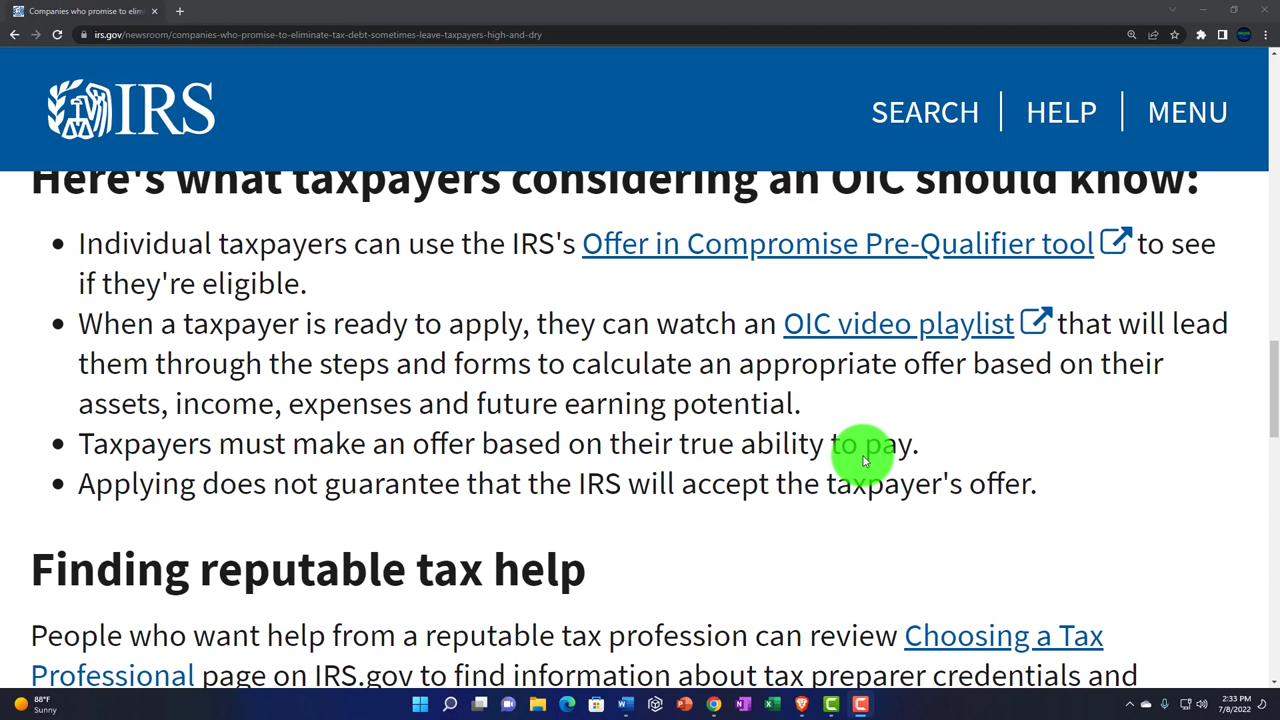 Companies who promise to elimi
irs.gov/newsroom/companies-who-promise-to-eliminate-tax-debt-sometimes-leave-taxpayers-high-and-dry
IRS
SEARCH
HELP
MENU
Here's what taxpayers considering an OIC should know:
• Individual taxpayers can use the IRS's Offer in Compromise Pre-Qualifier tool to see
if they're eligible.
• When a taxpayer is ready to apply, they can watch an OIC video playlist that will lead
them through the steps and forms to calculate an appropriate offer based on their
assets, income, expenses and future earning potential.
• Taxpayers must make an offer based on their true ability to pay.
• Applying does not guarantee that the IRS will accept the taxpayer's offer.
Finding reputable tax help
People who want help from a reputable tax profession can review Choosing a Tax
Professional page on IRS.gov to find information about tax preparer credentials and
88°F
Sunny
2:33 PM
7/8/2022